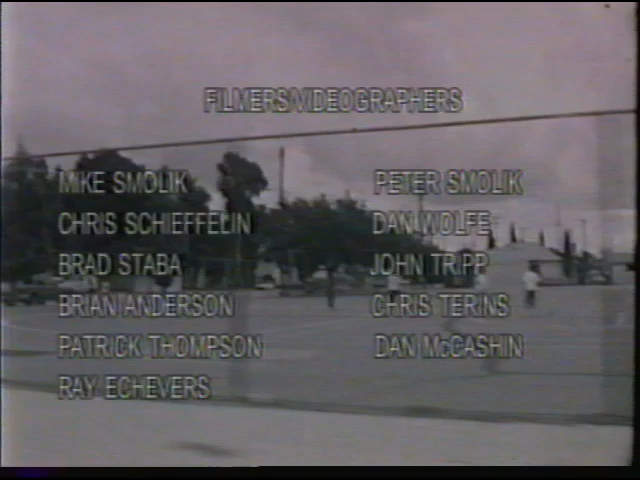 FILMERS/VIDEOGRAPHERS
MIKE SMOLIK
CHRIS SCHIEFFELIN
BRAD STABA
BRIAN ANDERSON
PATRICK THOMPSON
RAY ECHEVERS
PETER SMOLIK
DAN WOLFE
JOHN TRIPP
CHRIS TERINS
DAN McCASHIN